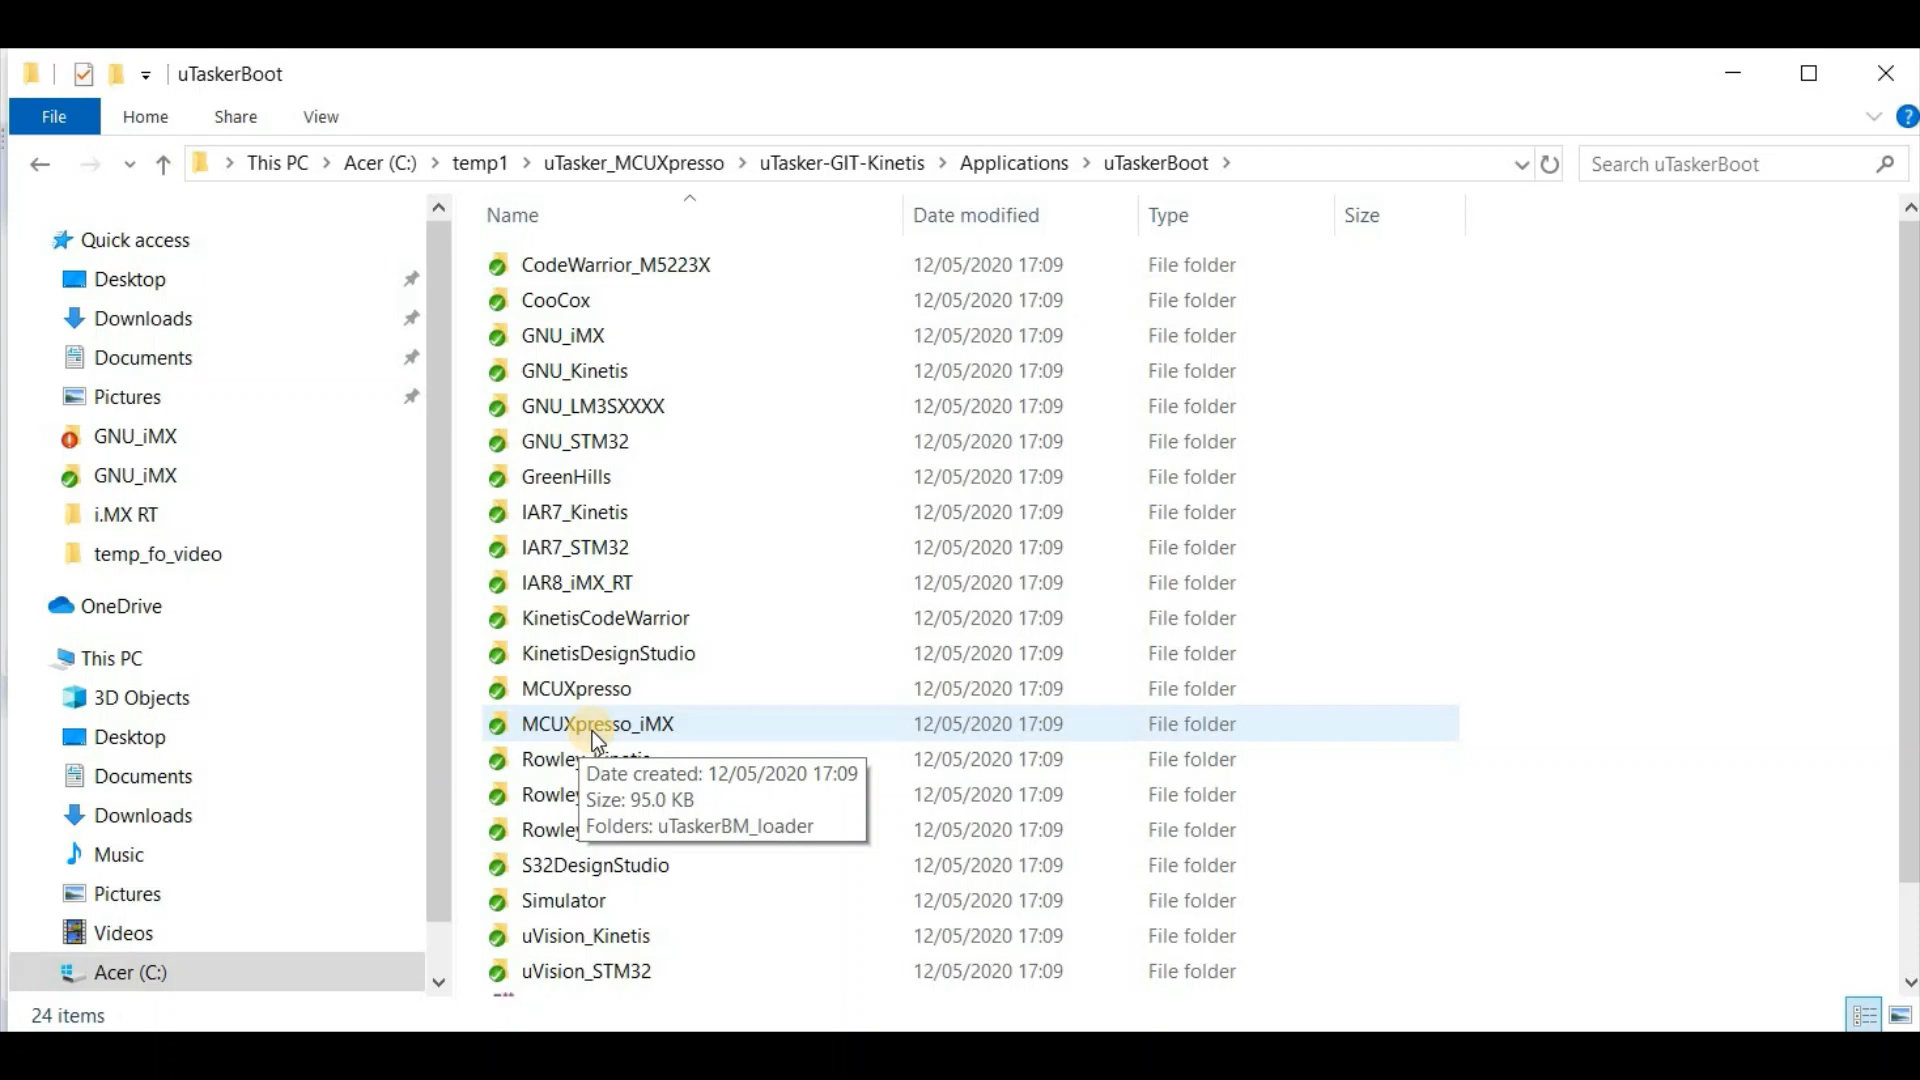 uTaskerBoot
File Home Share View
This PC Acer (C:) temp1 uTasker_MCUXpresso uTasker-GIT-Kinetis Applications uTaskerBoot Search uTaskerBoot
Name Date modified Type Size
Quick access
Desktop
Downloads
Documents
Pictures
GNU_iMX
GNU_iMX
i.MX RT
temp_fo_video
OneDrive
This PC
3D Objects
Desktop
Documents
Downloads
Music
Pictures
Videos
Acer (C:)
CodeWarrior_M5223X 12/05/2020 17:09 File folder
CooCox 12/05/2020 17:09 File folder
GNU_iMX 12/05/2020 17:09 File folder
GNU_Kinetis 12/05/2020 17:09 File folder
GNU_LM3SXXXX 12/05/2020 17:09 File folder
GNU_STM32 12/05/2020 17:09 File folder
GreenHills 12/05/2020 17:09 File folder
IAR7_Kinetis 12/05/2020 17:09 File folder
IAR7_STM32 12/05/2020 17:09 File folder
IAR8_iMX_RT 12/05/2020 17:09 File folder
KinetisCodeWarrior 12/05/2020 17:09 File folder
KinetisDesignStudio 12/05/2020 17:09 File folder
MCUXpresso 12/05/2020 17:09 File folder
MCUXpresso_iMX 12/05/2020 17:09 File folder
Rowley_Kinetis 12/05/2020 17:09 File folder
Rowley 12/05/2020 17:09 File folder
Rowley 12/05/2020 17:09 File folder
S32DesignStudio 12/05/2020 17:09 File folder
Simulator 12/05/2020 17:09 File folder
uVision_Kinetis 12/05/2020 17:09 File folder
uVision_STM32 12/05/2020 17:09 File folder
Date created: 12/05/2020 17:09
Size: 95.0 KB
Folders: uTaskerBM_loader
24 items